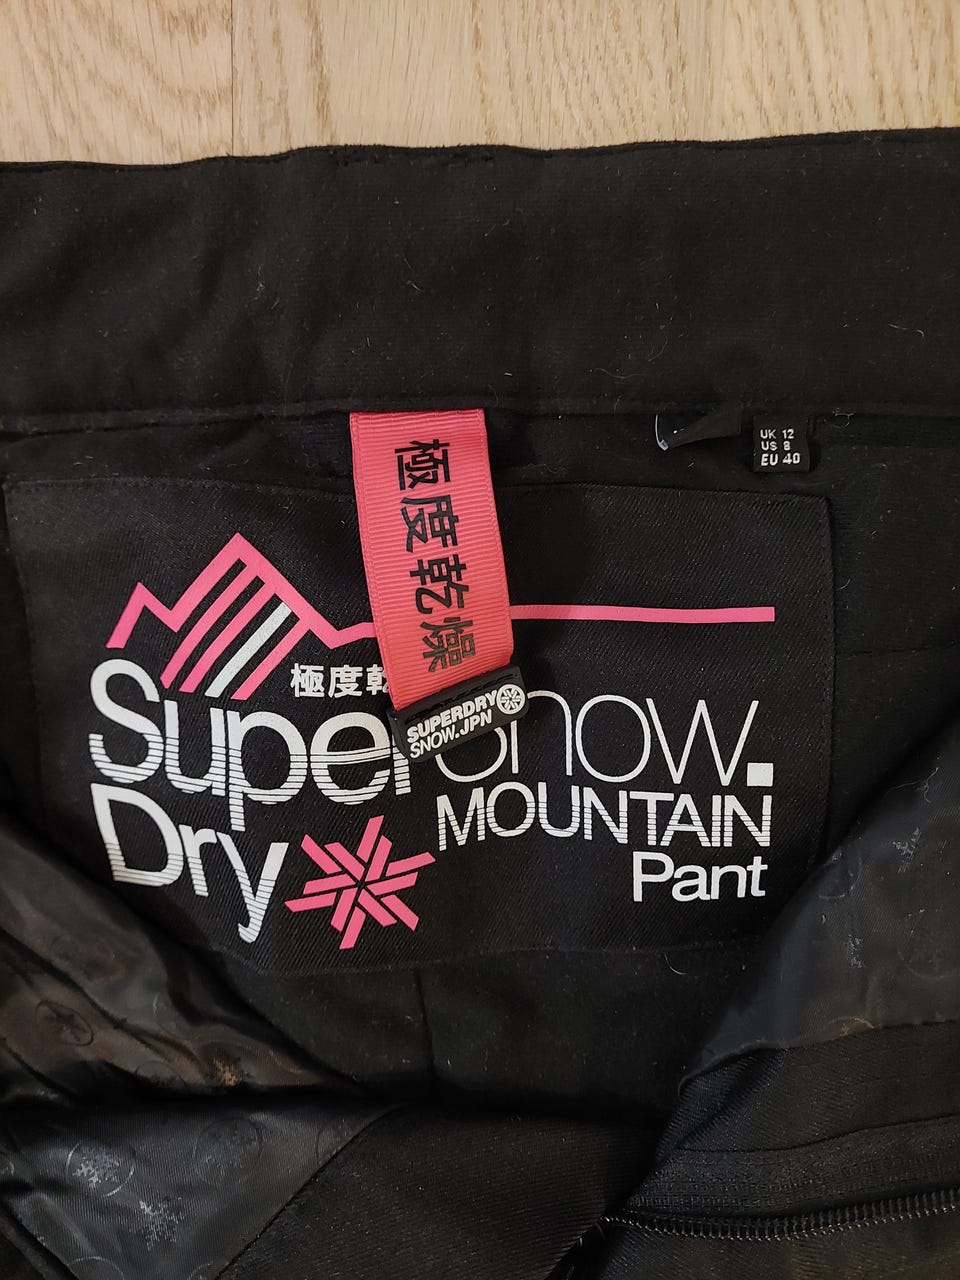 極度乾燥
UK 12
US 8
EU 40
極度乾
Super
Snow.
Dry
MOUNTAIN
Pant
SUPERDRY
SNOW.JPN